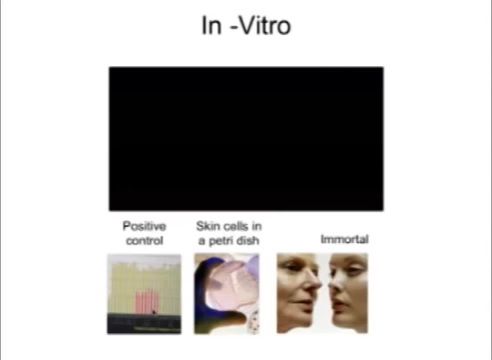 In -Vitro
Positive
control
Skin cells in
a petri dish
Immortal